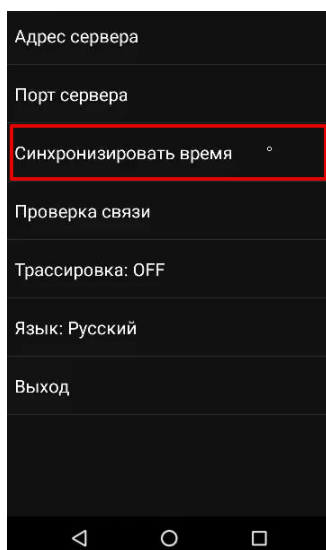 Адрес сервера
Порт сервера
Синхронизировать время
Проверка связи
Трассировка: OFF
Язык: Русский
Выход